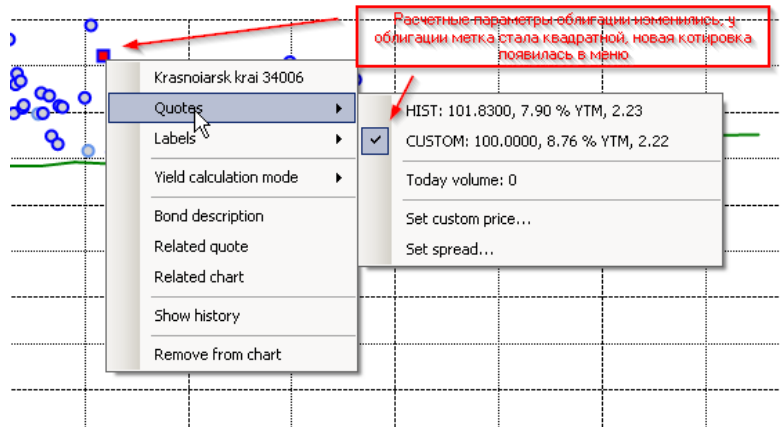 Расчетные параметры облигации изменились, у
облигации метка стала квадратной, новая котировка
появилась в меню
Krasnoiarsk krai 34006
Quotes
Labels
Yield calculation mode
Bond description
Related quote
Related chart
Show history
Remove from chart
HIST: 101.8300, 7.90 % YTM, 2.23
CUSTOM: 100.0000, 8.76 % YTM, 2.22
Today volume: 0
Set custom price...
Set spread...